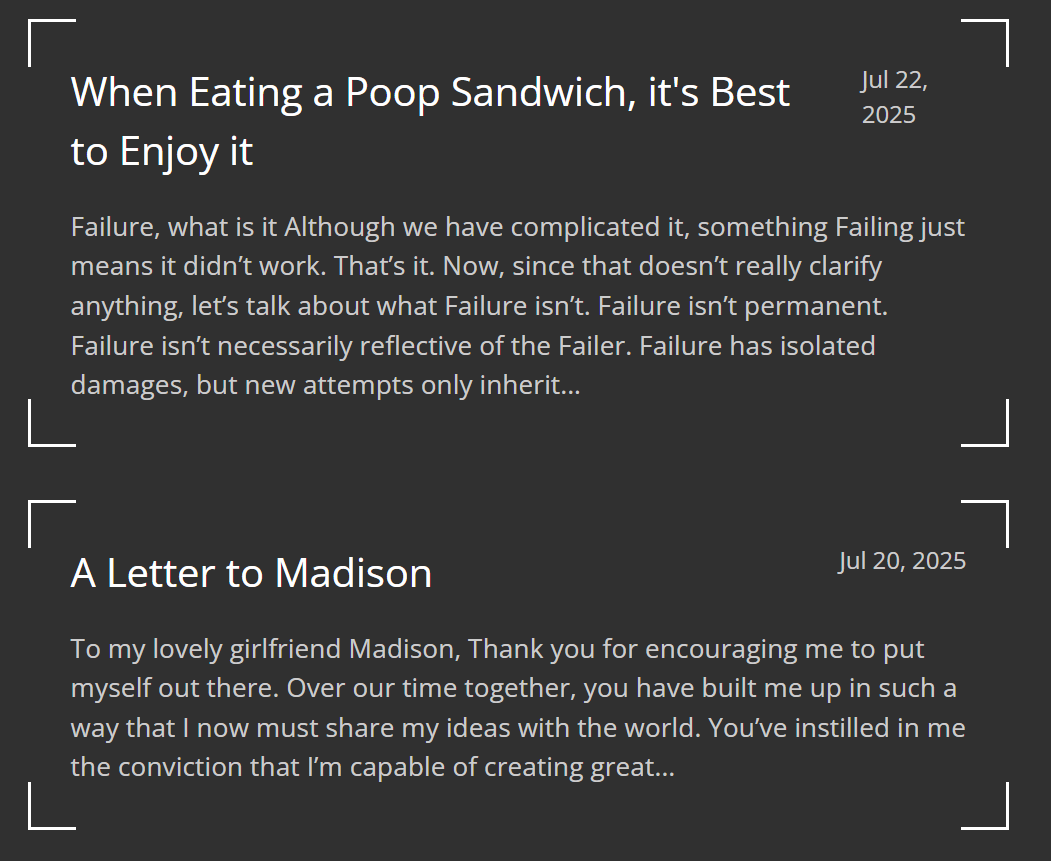 When Eating a Poop Sandwich, it's Best
to Enjoy it
Jul 22,
2025
Failure, what is it Although we have complicated it, something Failing just
means it didn’t work. That’s it. Now, since that doesn’t really clarify
anything, let’s talk about what Failure isn’t. Failure isn’t permanent.
Failure isn’t necessarily reflective of the Failer. Failure has isolated
damages, but new attempts only inherit…
A Letter to Madison
Jul 20, 2025
To my lovely girlfriend Madison, Thank you for encouraging me to put
myself out there. Over our time together, you have built me up in such a
way that I now must share my ideas with the world. You’ve instilled in me
the conviction that I’m capable of creating great…